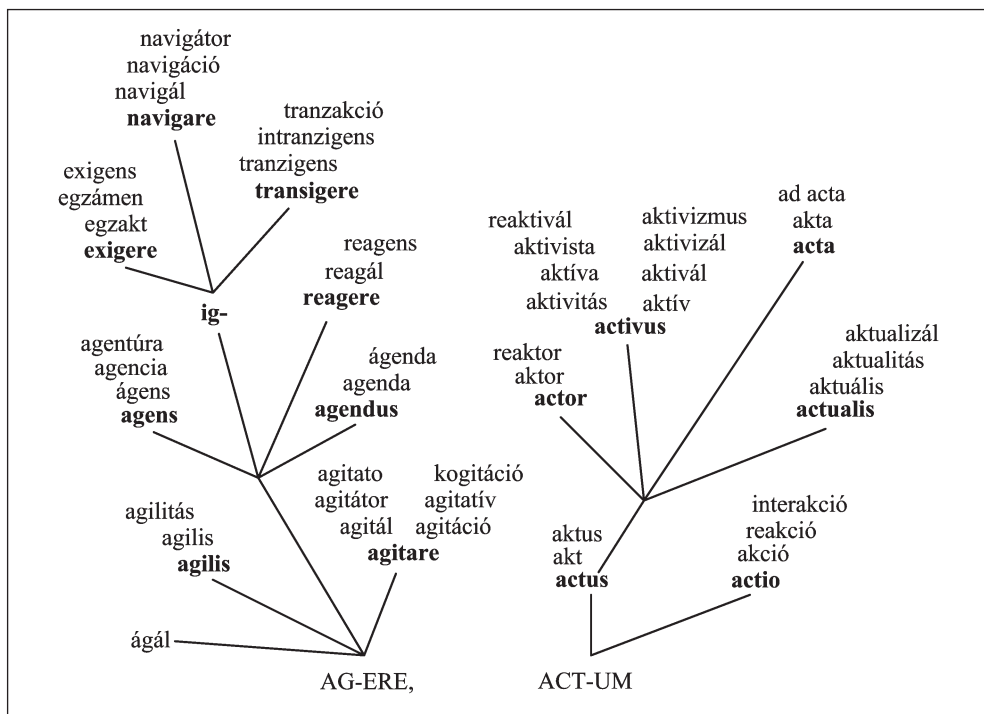 navigátor
navigáció
navigál
navigare
tranzakció
intranzigens
tranzigens
transigere
exigens
egzámen
egzakt
exigere
ig-
reagens
reagál
reagere
agentúra
agencia
ágens
agens
ágenda
agenda
agendus
agilitás
agilis
agilis
agitato
agitátor
agitál
kogitáció
agitatív
agitáció
agitare
ágál
AG-ERE,
reaktivál
aktivista
aktíva
aktivitás
aktivizmus
aktivizál
aktivál
aktív
activus
ad acta
akta
acta
reaktor
aktor
actor
aktualizál
aktualitás
aktuális
actualis
aktus
akt
actus
interakció
reakció
akció
actio
ACT-UM